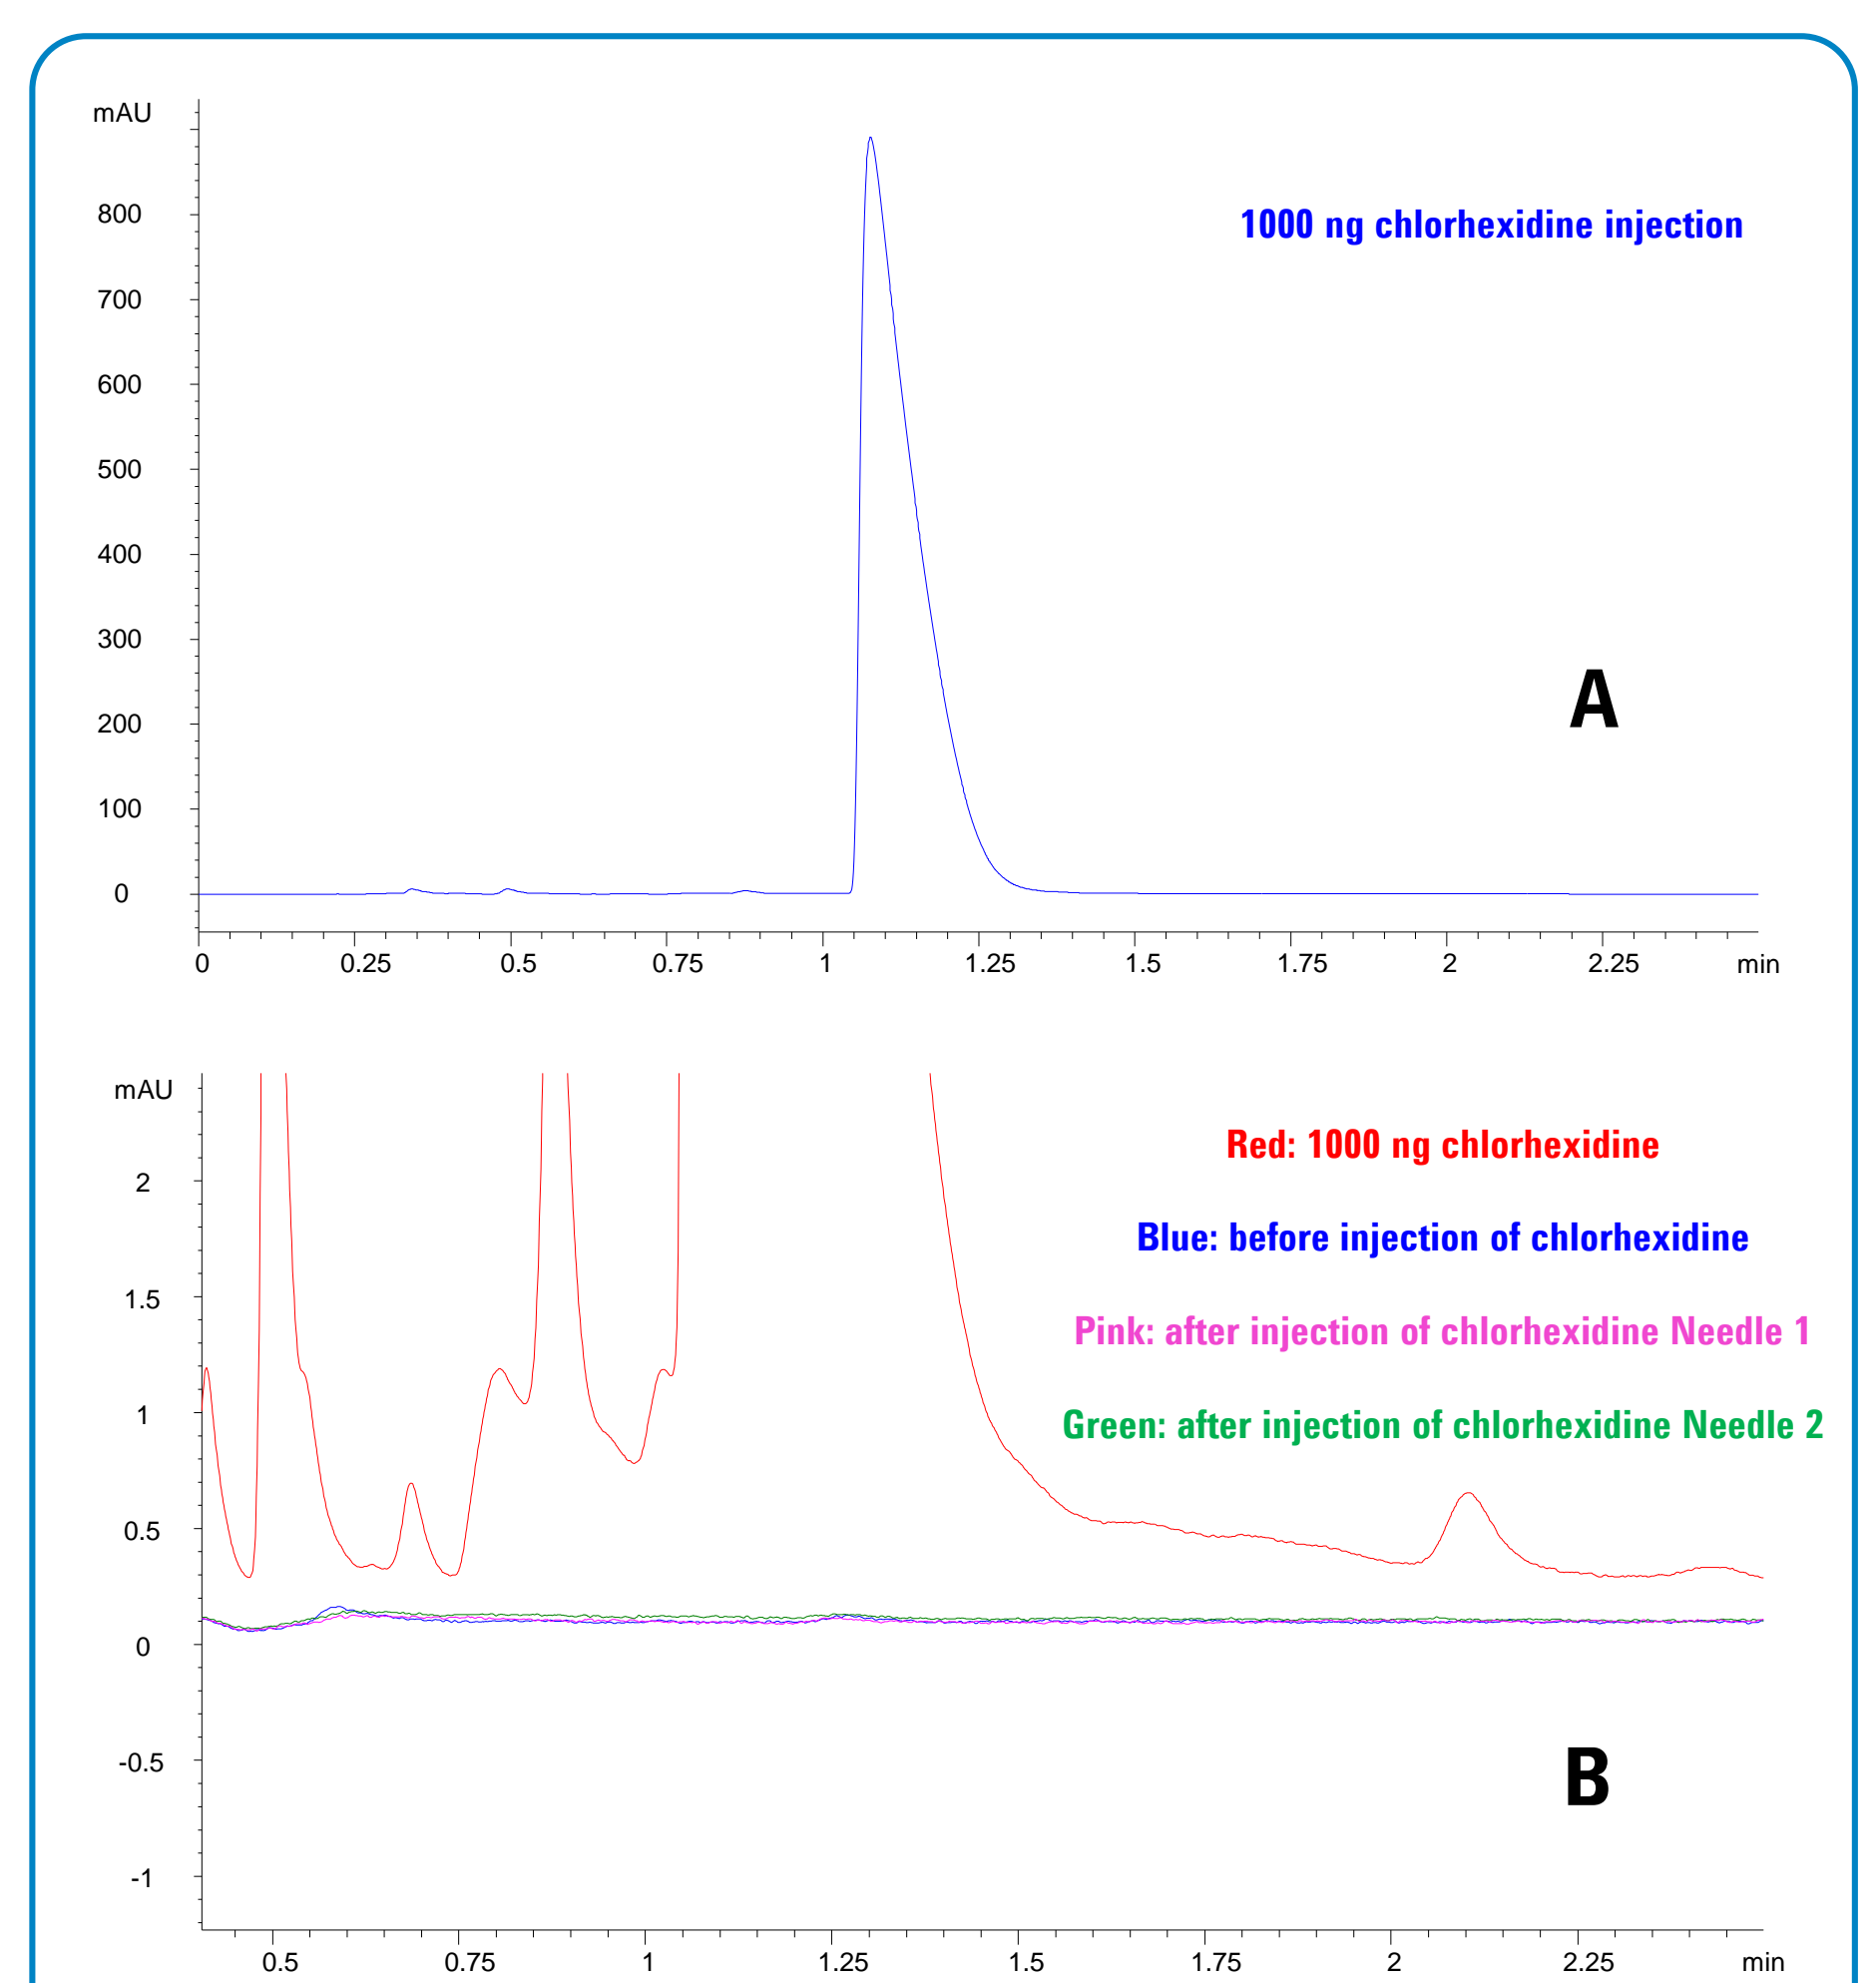 mAU
800
1000 ng chlorhexidine injection
700
600
500
400
300
A
200
100
0
0 0.25 0.5 0.75 1 1.25 1.5 1.75 2 2.25 min
mAU
Red: 1000 ng chlorhexidine
2
Blue: before injection of chlorhexidine
1.5
Pink: after injection of chlorhexidine Needle 1
1
Green: after injection of chlorhexidine Needle 2
0.5
0
-0.5
B
-1
0.5 0.75 1 1.25 1.5 1.75 2 2.25 min